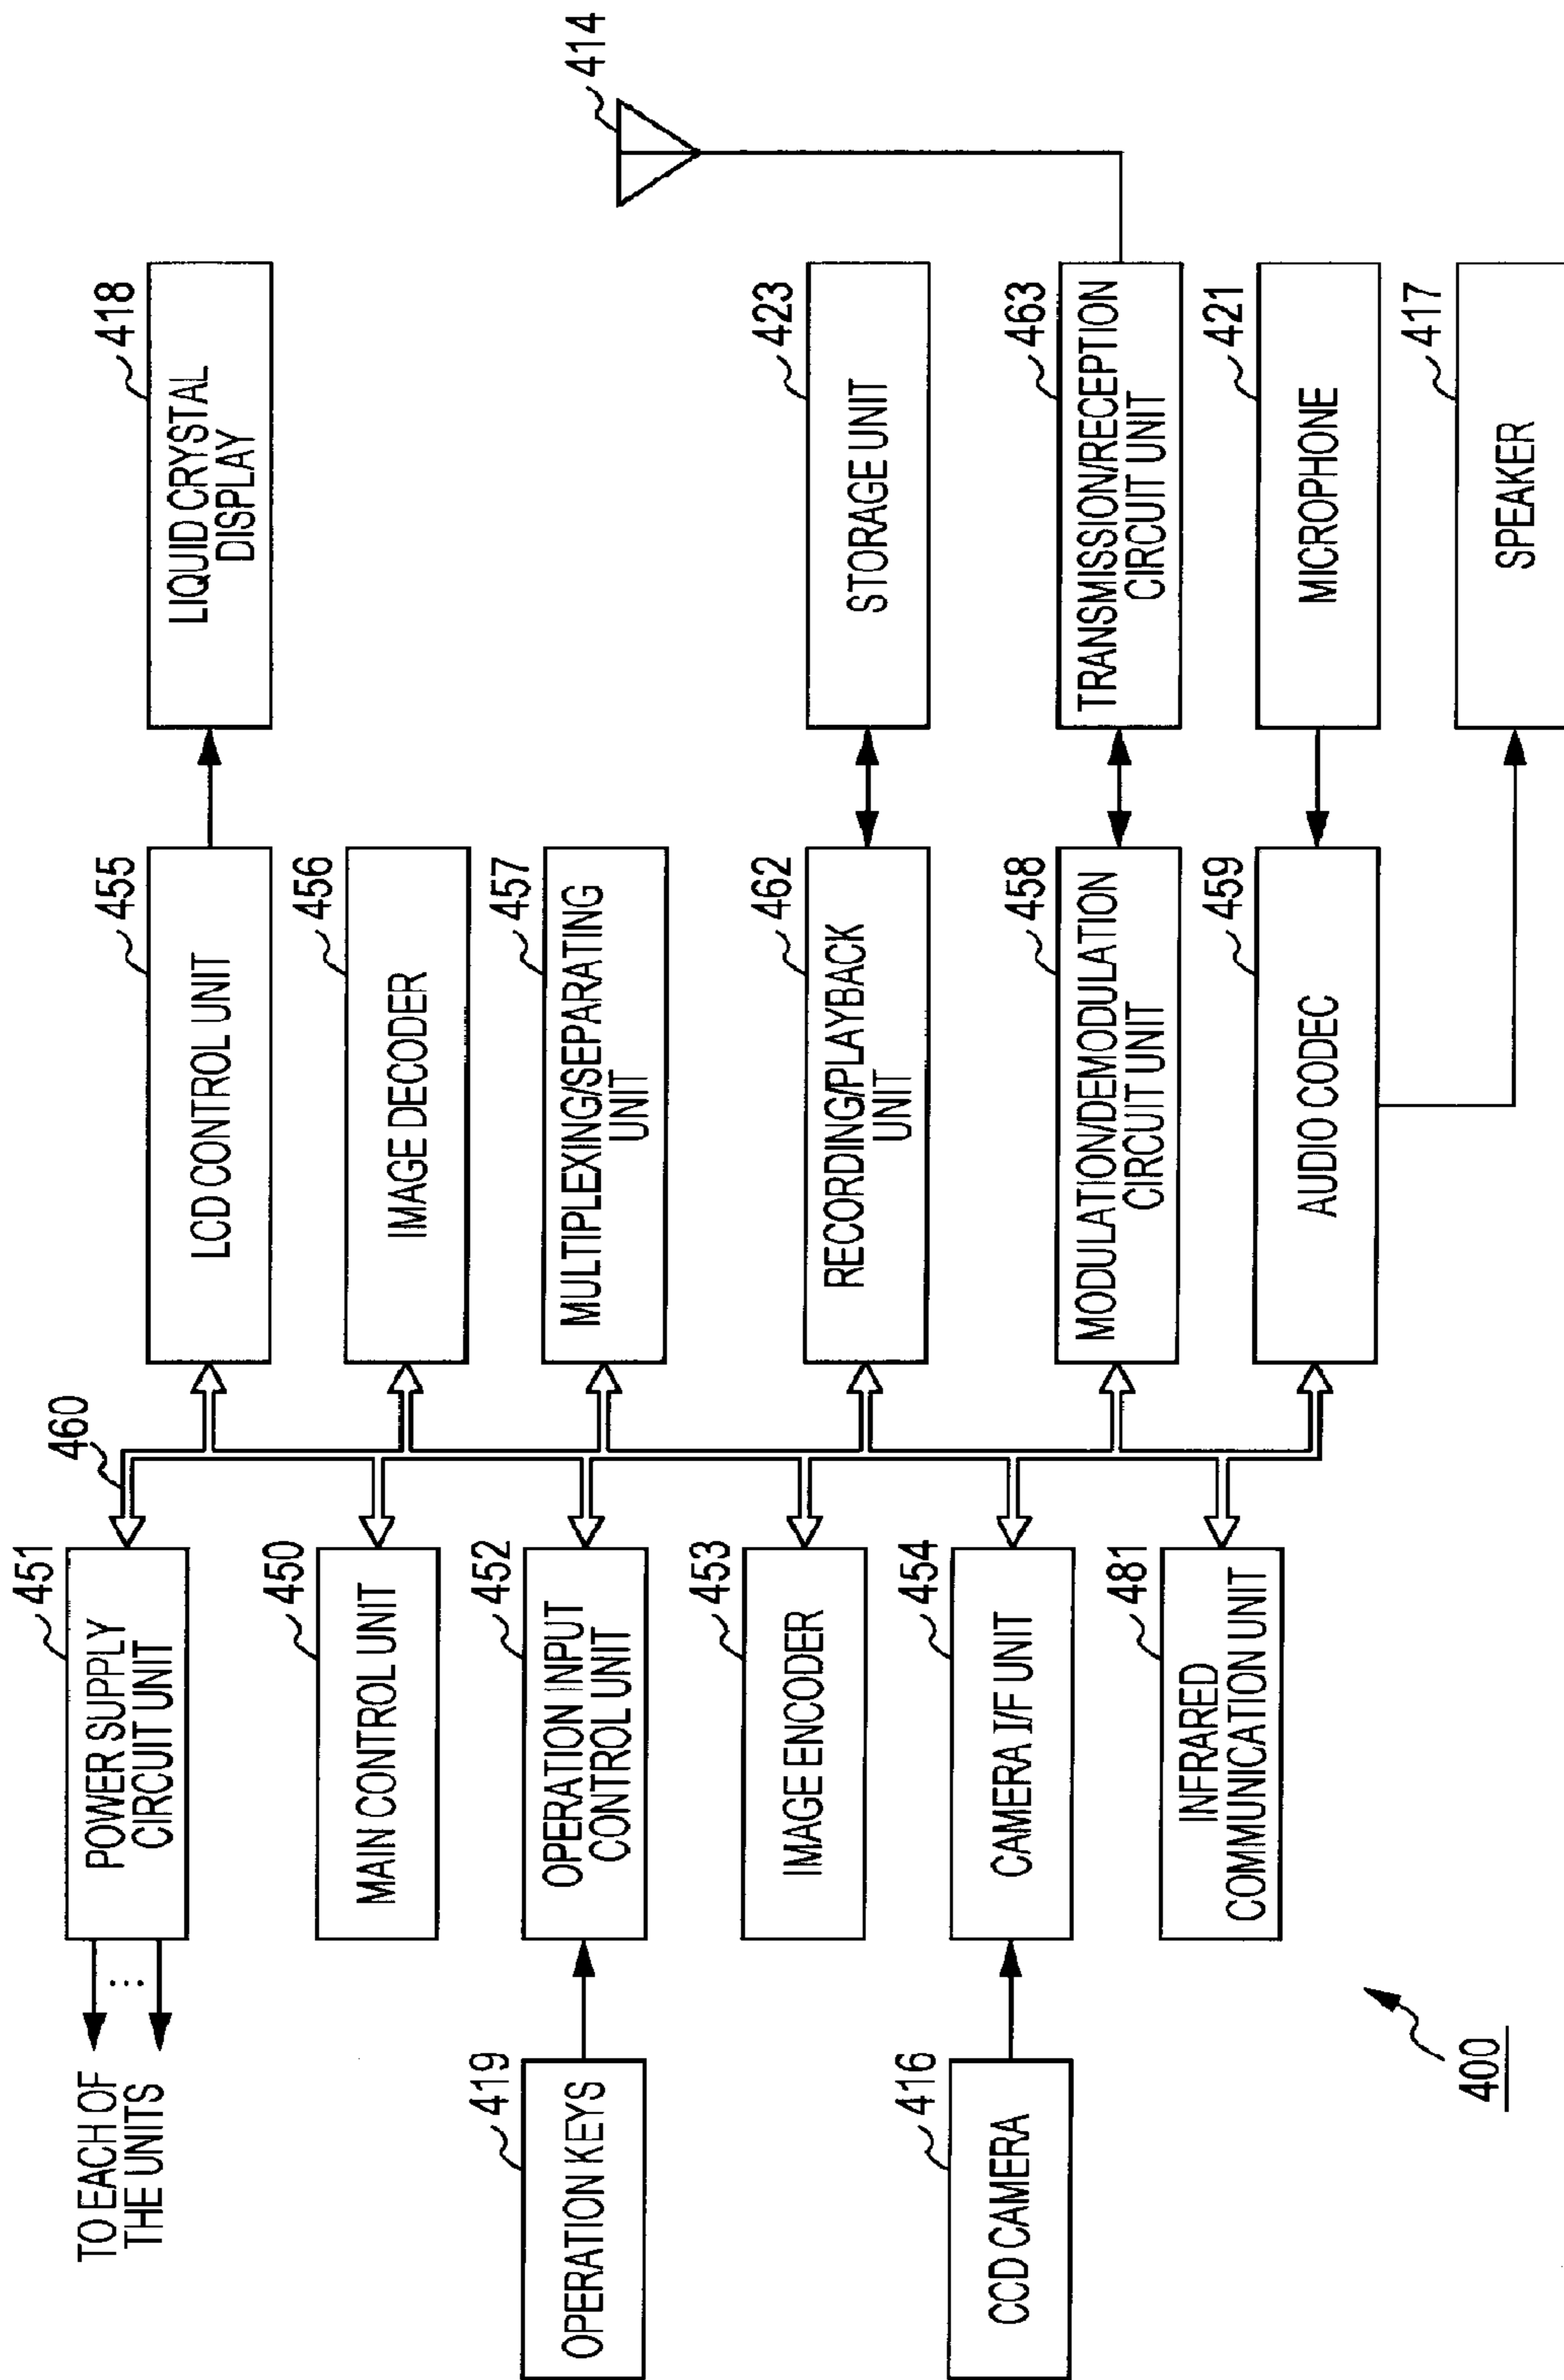 TO EACH OF
THE UNITS
451
POWER SUPPLY
CIRCUIT UNIT
460
455
LCD CONTROL UNIT
418
LIQUID CRYSTAL
DISPLAY
450
MAIN CONTROL UNIT
456
IMAGE DECODER
419
OPERATION KEYS
452
OPERATION INPUT
CONTROL UNIT
457
MULTIPLEXING/SEPARATING
UNIT
453
IMAGE ENCODER
462
RECORDING/PLAYBACK
UNIT
423
STORAGE UNIT
414
416
CCD CAMERA
454
CAMERA I/F UNIT
458
MODULATION/DEMODULATION
CIRCUIT UNIT
463
TRANSMISSION/RECEPTION
CIRCUIT UNIT
481
INFRARED
COMMUNICATION UNIT
459
AUDIO CODEC
421
MICROPHONE
417
SPEAKER
400